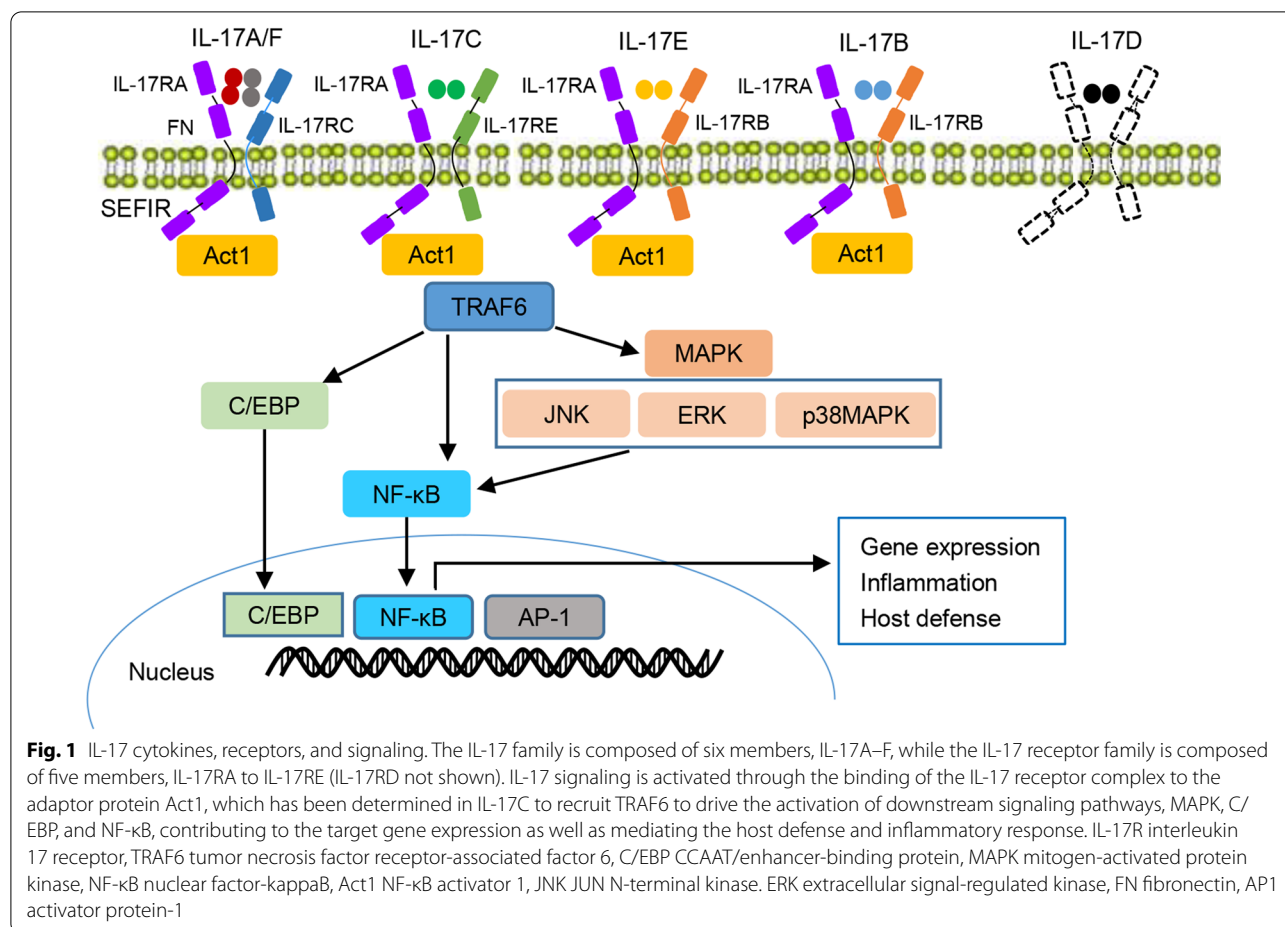 IL-17A/F
IL-17C
IL-17E
IL-17B
IL-17D
IL-17RA
IL-17RA
IL-17RA
IL-17RA
FN
IL-17RC
IL-17RE
IL-17RB
IL-17RB
SEFIR
Act1
Act1
Act1
Act1
TRAF6
MAPK
C/EBP
JNK
ERK
p38MAPK
NF-κB
Gene expression
Inflammation
Host defense
C/EBP
NF-κB
AP-1
Nucleus
Fig. 1 IL-17 cytokines, receptors, and signaling. The IL-17 family is composed of six members, IL-17A–F, while the IL-17 receptor family is composed
of five members, IL-17RA to IL-17RE (IL-17RD not shown). IL-17 signaling is activated through the binding of the IL-17 receptor complex to the
adaptor protein Act1, which has been determined in IL-17C to recruit TRAF6 to drive the activation of downstream signaling pathways, MAPK, C/
EBP, and NF-κB, contributing to the target gene expression as well as mediating the host defense and inflammatory response. IL-17R interleukin
17 receptor, TRAF6 tumor necrosis factor receptor-associated factor 6, C/EBP CCAAT/enhancer-binding protein, MAPK mitogen-activated protein
kinase, NF-κB nuclear factor-kappaB, Act1 NF-κB activator 1, JNK JUN N-terminal kinase. ERK extracellular signal-regulated kinase, FN fibronectin, AP1
activator protein-1